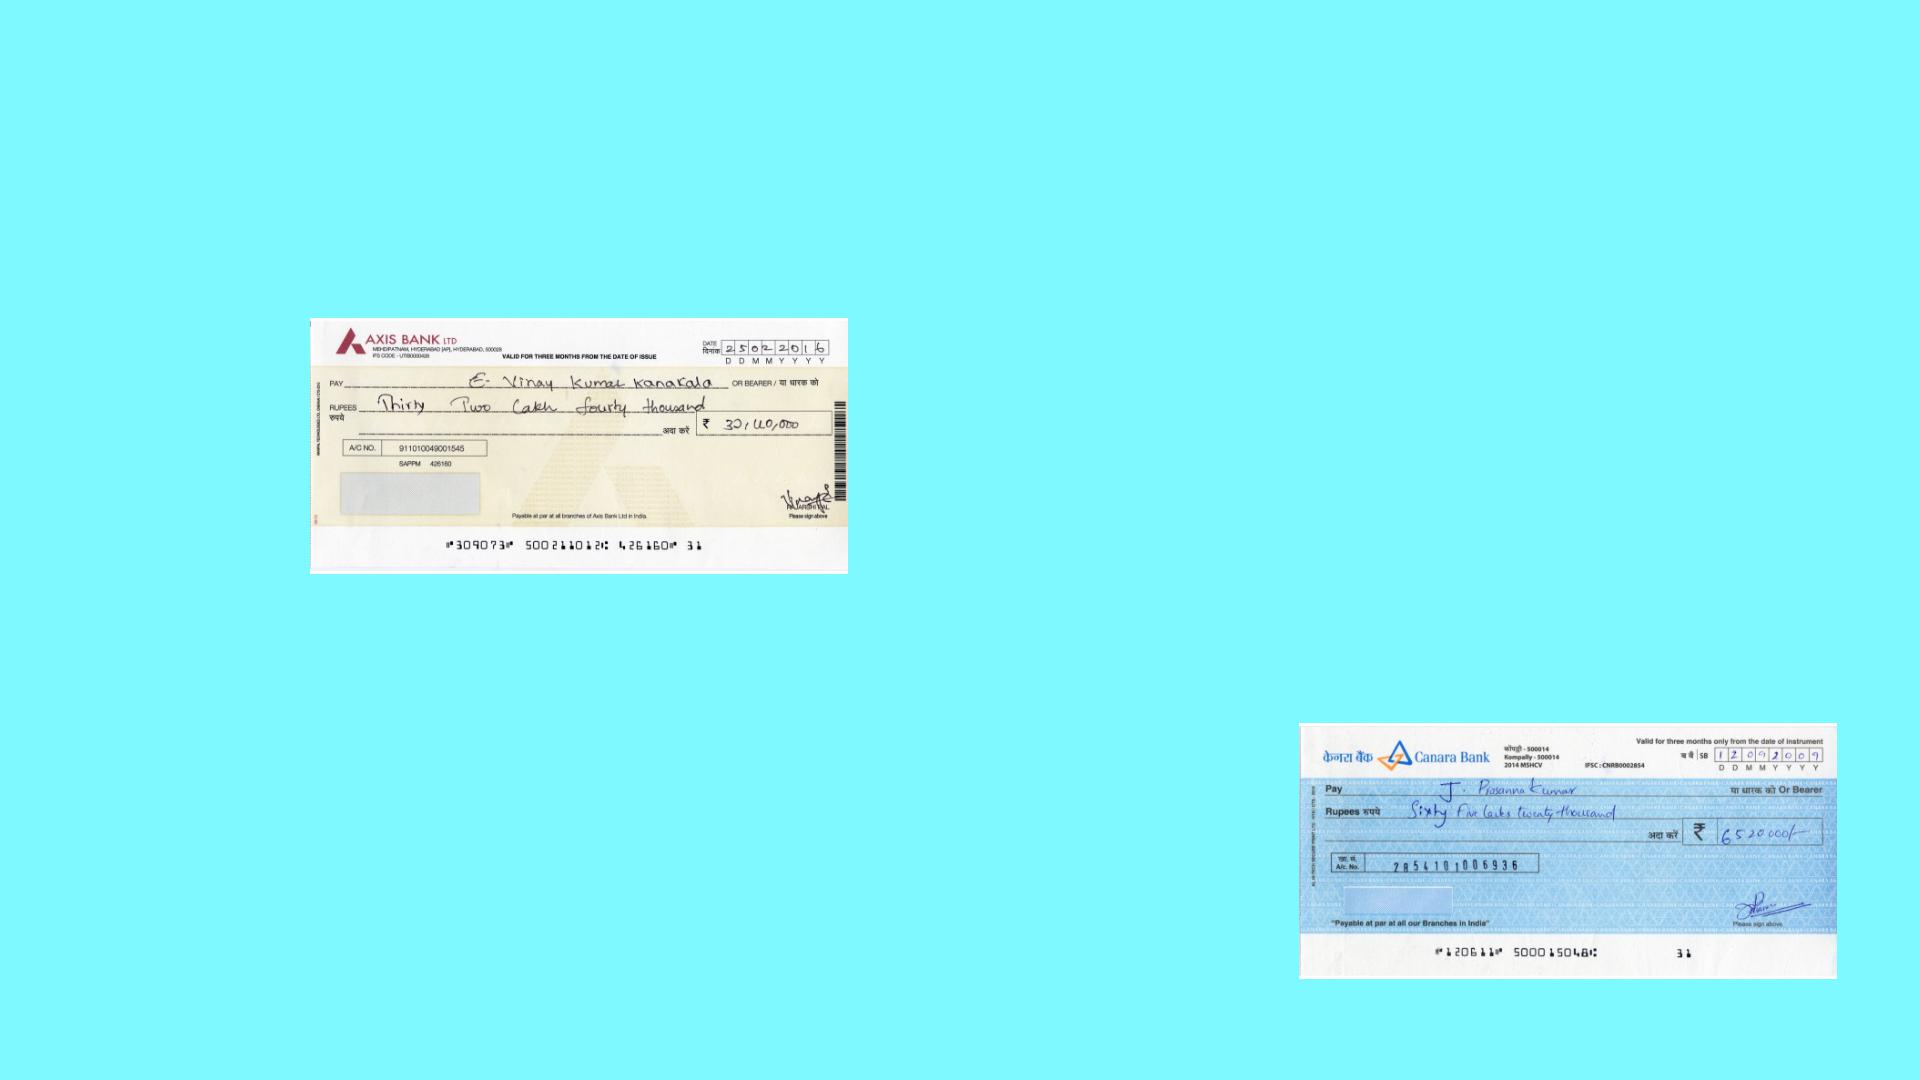 AXIS BANK LTD
MEHDIPATNAM, HYDERABAD [AP], HYDERABAD, 500028
IFS CODE - UTIB0000428
VALID FOR THREE MONTHS FROM THE DATE OF ISSUE
DATE दिनांक 2 5 0 2 2 0 1 6
D D M M Y Y Y Y
PAY E. Vinay Kumar Kanakala OR BEARER / या धारक को
RUPEES रुपये Thirty Two Lakh fourty thousand
अदा करें ₹ 32,40,000
A/C NO. 911010049001545
SAPPM 426160
RAJARSHI PAL
Please sign above
Payable at par at all branches of Axis Bank Ltd in India.
⑈309073⑈ 500211012⑆ 426160⑈ 31
केनरा बैंक Canara Bank
कोंपल्ली - 500014
Kompally - 500014
2014 MSHCV
IFSC : CNRB0002854
Valid for three months only from the date of instrument
SB 1 2 0 9 2 0 0 9
D D M M Y Y Y Y
Pay J. Prasanna Kumar या धारक को Or Bearer
Rupees रुपये Sixty Five Lacks twenty thousand
अदा करें ₹ 6520000/-
खा. सं. A/c. No. 2854101006936
Please sign above
"Payable at par at all our Branches in India"
⑈120611⑈ 500015048⑆ 31